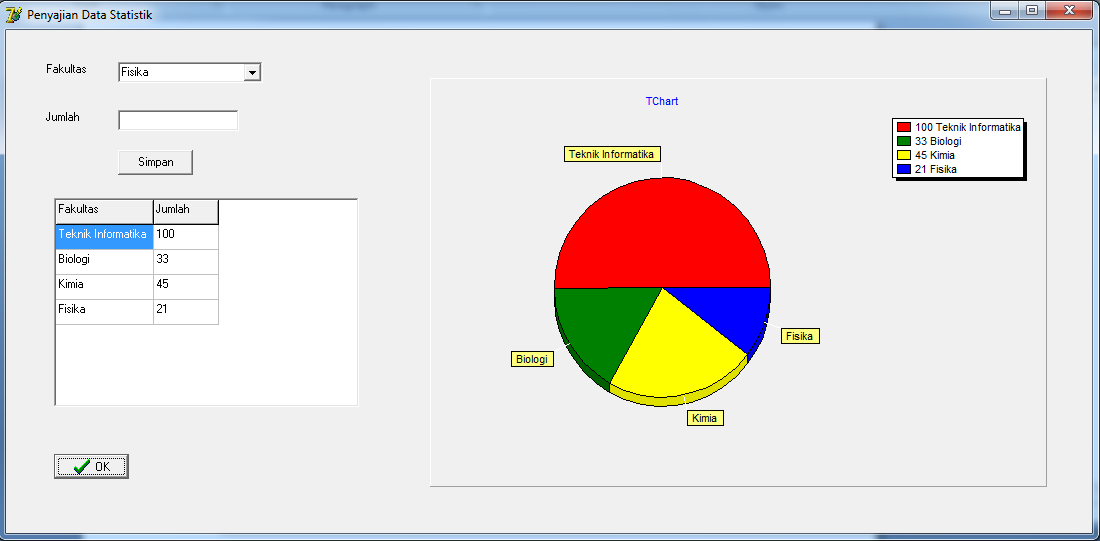 Penyajian Data Statistik
Fakultas
Fisika
Jumlah
Simpan
Fakultas Jumlah
Teknik Informatika 100
Biologi 33
Kimia 45
Fisika 21
OK
TChart
100 Teknik Informatika
33 Biologi
45 Kimia
21 Fisika
Teknik Informatika
Fisika
Biologi
Kimia